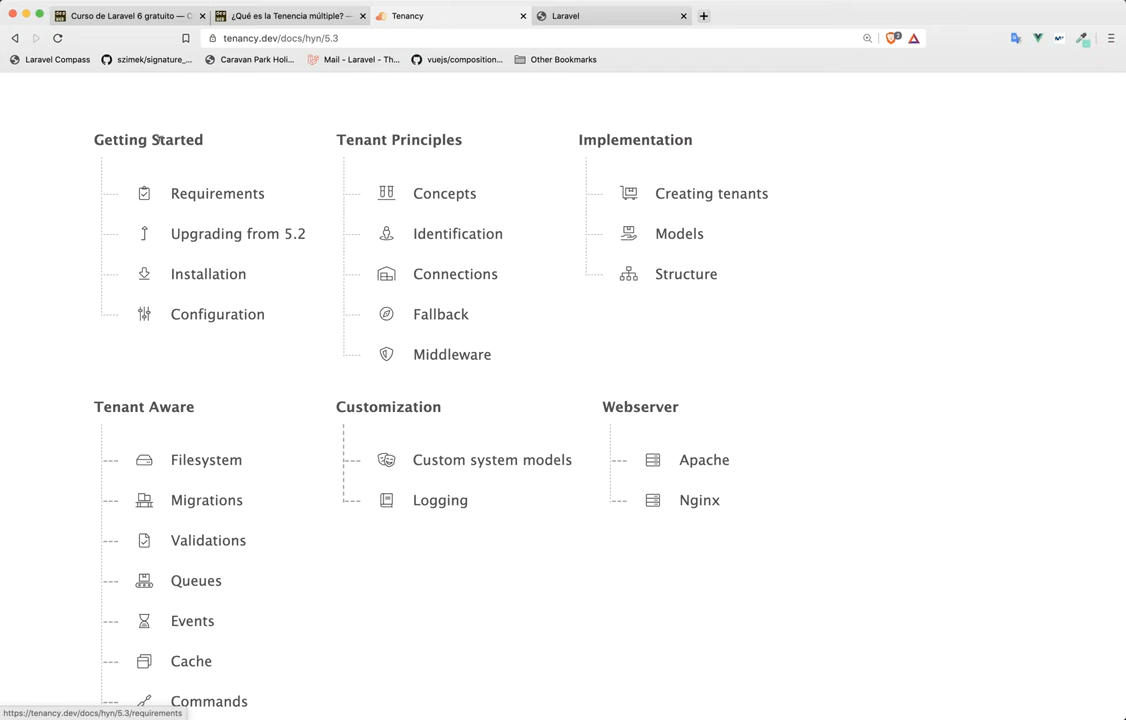 Curso de Laravel 6 gratuito — C
¿Qué es la Tenencia múltiple? —
Tenancy
Laravel
tenancy.dev/docs/hyn/5.3
2
Laravel Compass
szimek/signature_...
Caravan Park Holi...
Mail - Laravel - Th...
vuejs/composition...
Other Bookmarks
Getting Started
Requirements
Upgrading from 5.2
Installation
Configuration
Tenant Principles
Concepts
Identification
Connections
Fallback
Middleware
Implementation
Creating tenants
Models
Structure
Tenant Aware
Filesystem
Migrations
Validations
Queues
Events
Cache
Commands
Customization
Custom system models
Logging
Webserver
Apache
Nginx
https://tenancy.dev/docs/hyn/5.3/requirements